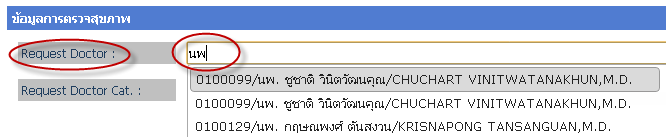 ข้อมูลการตรวจสุขภาพ
Request Doctor : นพ
0100099/นพ. ชูชาติ วินิตวัฒนคุณ/CHUCHART VINITWATANAKHUN,M.D.
Request Doctor Cat. :
0100099/นพ. ชูชาติ วินิตวัฒนคุณ/CHUCHART VINITWATANAKHUN,M.D.
0100129/นพ. กฤษณพงศ์ ตันสงวน/KRISNAPONG TANSANGUAN,M.D.